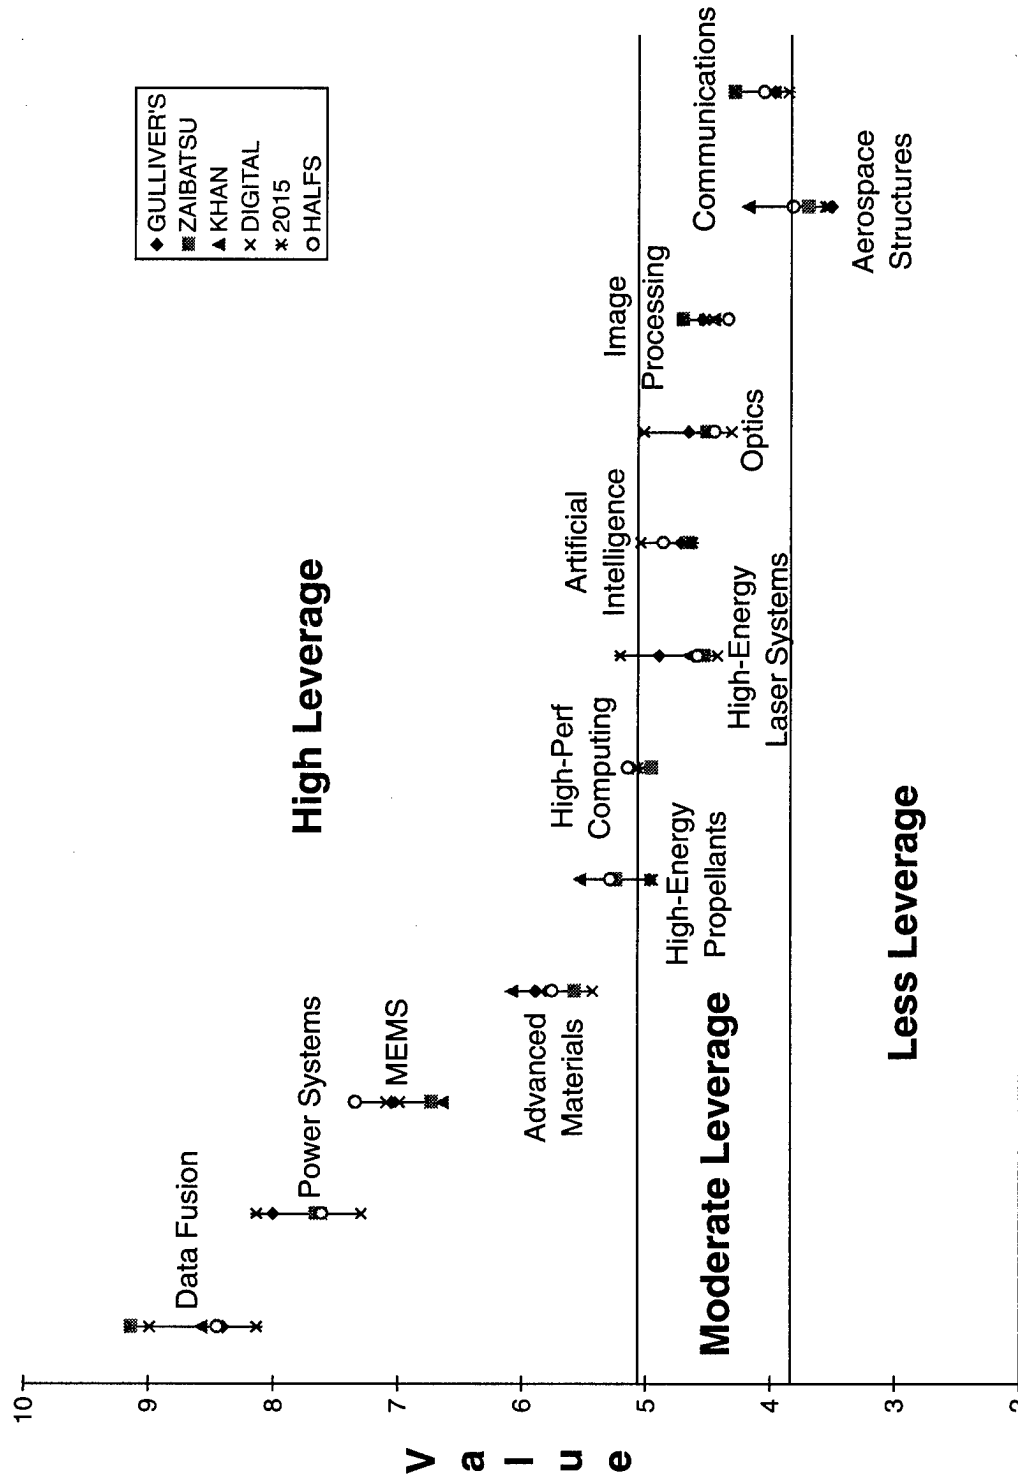 GULLIVER'S
ZAIBATSU
KHAN
DIGITAL
2015
HALFS
High Leverage
Moderate Leverage
Less Leverage
Data Fusion
Power Systems
MEMS
Advanced
Materials
High-Energy
Propellants
High-Perf
Computing
High-Energy
Laser Systems
Artificial
Intelligence
Optics
Image
Processing
Aerospace
Structures
Communications
Value
10
9
8
7
6
5
4
3
2